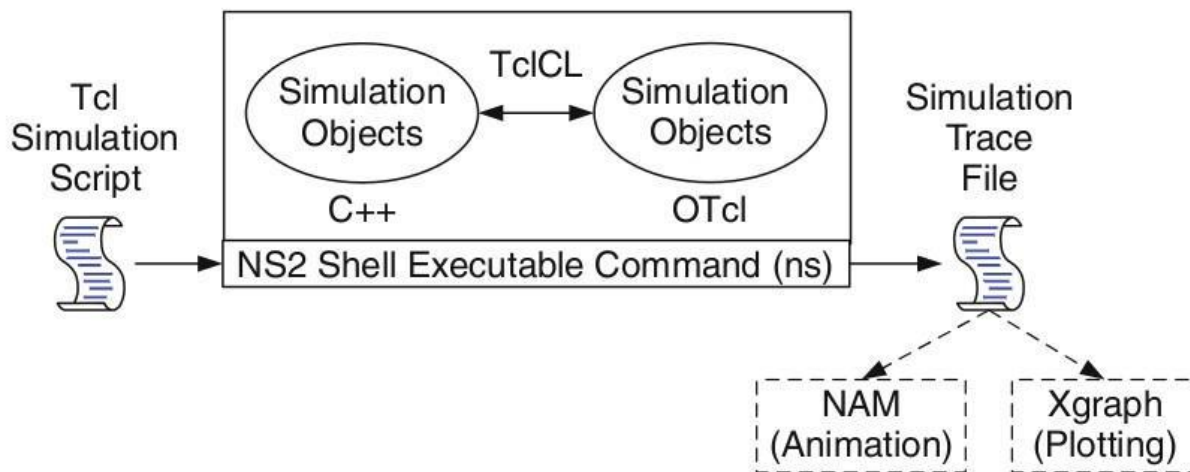 Tcl
Simulation
Script
TclCL
Simulation
Objects
Simulation
Objects
C++
OTcl
NS2 Shell Executable Command (ns)
Simulation
Trace
File
NAM
(Animation)
Xgraph
(Plotting)